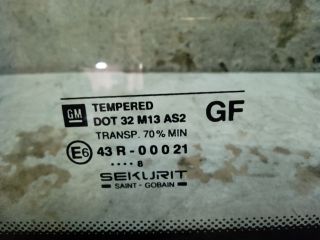 GM TEMPERED
DOT 32 M13 AS2 GF
TRANSP. 70% MIN
E6 43 R-00021
.... 8
SEKURIT
SAINT - GOBAIN